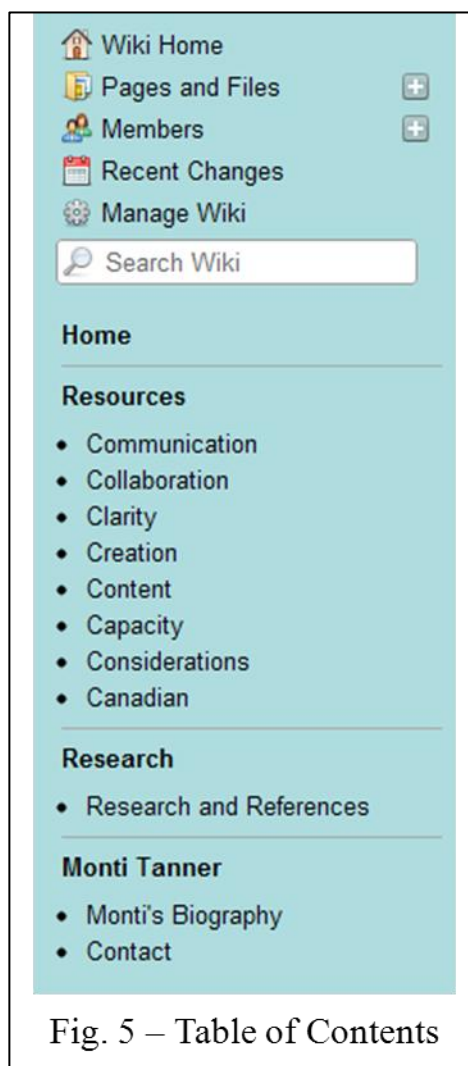 Wiki Home
Pages and Files
Members
Recent Changes
Manage Wiki
Search Wiki
Home
Resources
• Communication
• Collaboration
• Clarity
• Creation
• Content
• Capacity
• Considerations
• Canadian
Research
• Research and References
Monti Tanner
• Monti's Biography
• Contact
Fig. 5 – Table of Contents